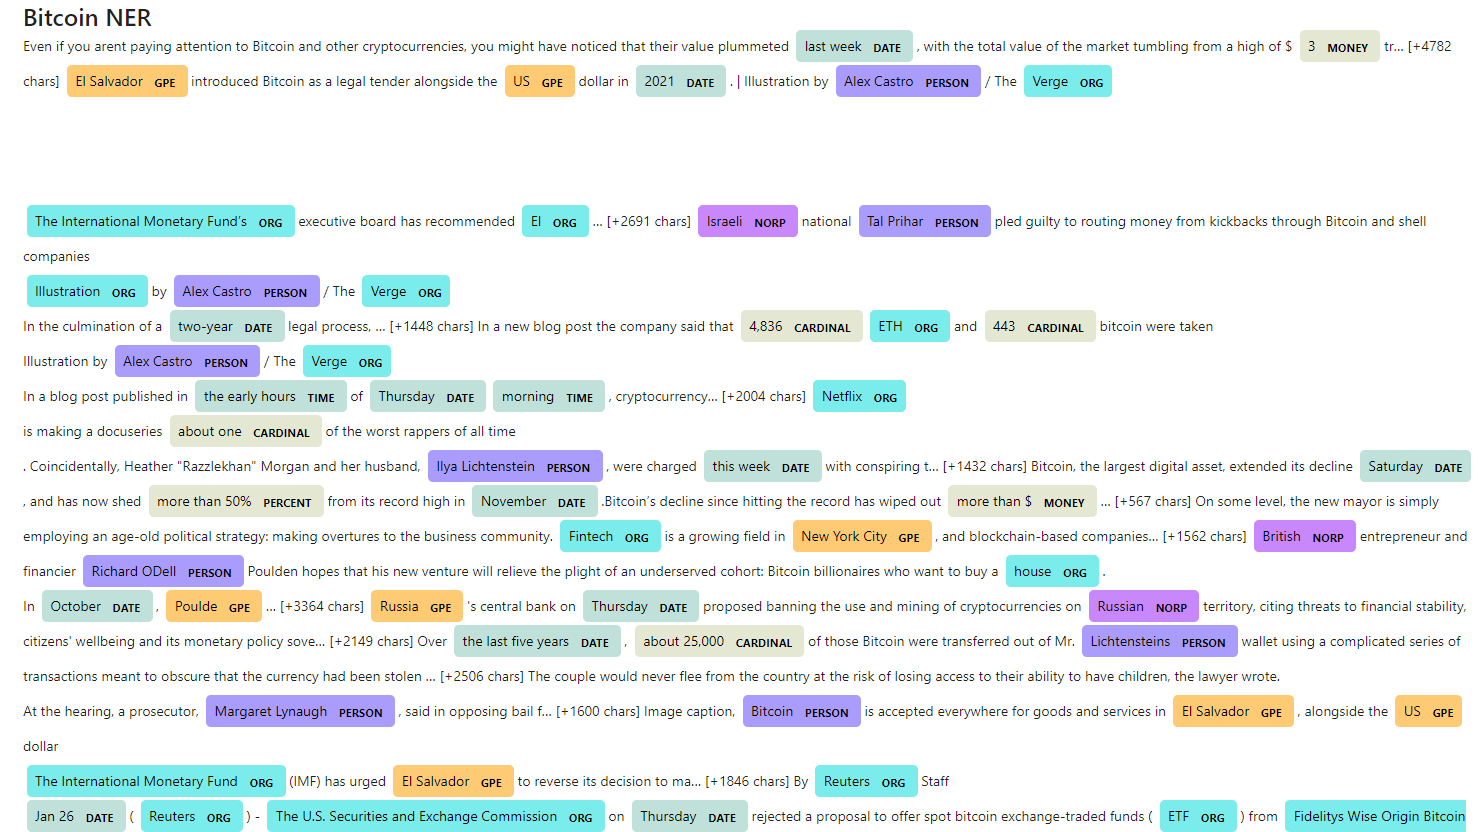 Bitcoin NER
Even if you arent paying attention to Bitcoin and other cryptocurrencies, you might have noticed that their value plummeted last week DATE , with the total value of the market tumbling from a high of $ 3 MONEY tr… [+4782
chars] El Salvador GPE introduced Bitcoin as a legal tender alongside the US GPE dollar in 2021 DATE . | Illustration by Alex Castro PERSON / The Verge ORG
The International Monetary Fund’s ORG executive board has recommended El ORG … [+2691 chars] Israeli NORP national Tal Prihar PERSON pled guilty to routing money from kickbacks through Bitcoin and shell
companies
Illustration ORG by Alex Castro PERSON / The Verge ORG
In the culmination of a two-year DATE legal process, … [+1448 chars] In a new blog post the company said that 4,836 CARDINAL ETH ORG and 443 CARDINAL bitcoin were taken
Illustration by Alex Castro PERSON / The Verge ORG
In a blog post published in the early hours TIME of Thursday DATE morning TIME , cryptocurrency… [+2004 chars] Netflix ORG
is making a docuseries about one CARDINAL of the worst rappers of all time
. Coincidentally, Heather "Razzlekhan" Morgan and her husband, Ilya Lichtenstein PERSON , were charged this week DATE with conspiring t… [+1432 chars] Bitcoin, the largest digital asset, extended its decline Saturday DATE
, and has now shed more than 50% PERCENT from its record high in November DATE .Bitcoin’s decline since hitting the record has wiped out more than $ MONEY … [+567 chars] On some level, the new mayor is simply
employing an age-old political strategy: making overtures to the business community. Fintech ORG is a growing field in New York City GPE , and blockchain-based companies… [+1562 chars] British NORP entrepreneur and
financier Richard ODell PERSON Poulden hopes that his new venture will relieve the plight of an underserved cohort: Bitcoin billionaires who want to buy a house ORG .
In October DATE , Poulde GPE … [+3364 chars] Russia GPE 's central bank on Thursday DATE proposed banning the use and mining of cryptocurrencies on Russian NORP territory, citing threats to financial stability,
citizens' wellbeing and its monetary policy sove… [+2149 chars] Over the last five years DATE , about 25,000 CARDINAL of those Bitcoin were transferred out of Mr. Lichtensteins PERSON wallet using a complicated series of
transactions meant to obscure that the currency had been stolen … [+2506 chars] The couple would never flee from the country at the risk of losing access to their ability to have children, the lawyer wrote.
At the hearing, a prosecutor, Margaret Lynaugh PERSON , said in opposing bail f… [+1600 chars] Image caption, Bitcoin PERSON is accepted everywhere for goods and services in El Salvador GPE , alongside the US GPE
dollar
The International Monetary Fund ORG (IMF) has urged El Salvador GPE to reverse its decision to ma… [+1846 chars] By Reuters ORG Staff
Jan 26 DATE ( Reuters ORG ) - The U.S. Securities and Exchange Commission ORG on Thursday DATE rejected a proposal to offer spot bitcoin exchange-traded funds ( ETF ORG ) from Fidelitys Wise Origin Bitcoin